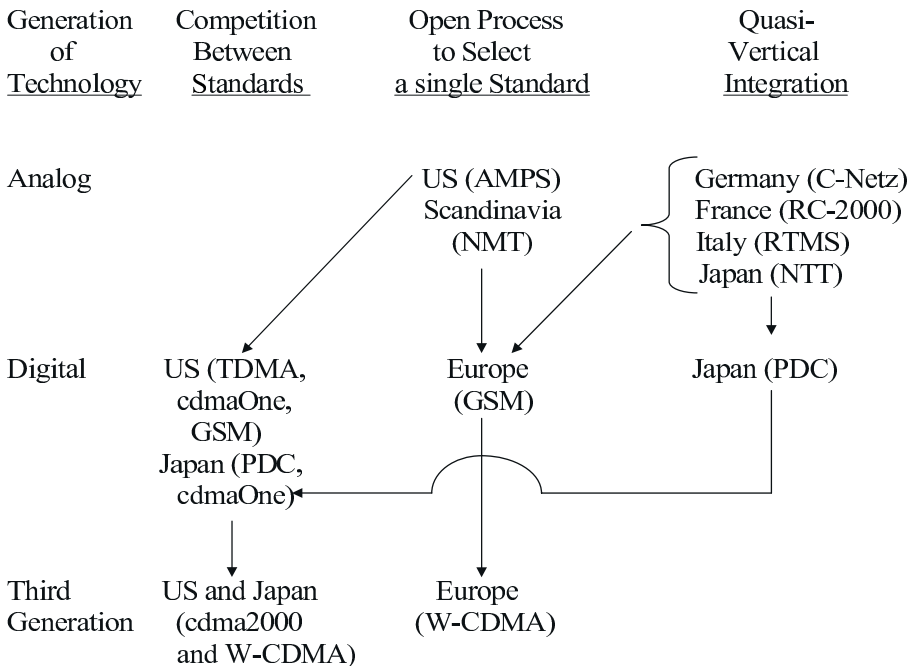 Generation of Technology
Competition Between Standards
Open Process to Select a single Standard
Quasi-Vertical Integration
Analog
US (AMPS)
Scandinavia
(NMT)
Germany (C-Netz)
France (RC-2000)
Italy (RTMS)
Japan (NTT)
Digital
US (TDMA,
cdmaOne,
GSM)
Japan (PDC,
cdmaOne)
Europe
(GSM)
Japan (PDC)
Third
Generation
US and Japan
(cdma2000
and W-CDMA)
Europe
(W-CDMA)